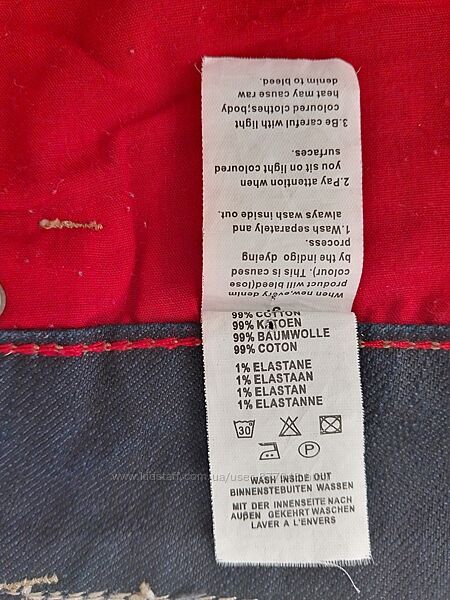 When new,every denim
product will bleed(lose
colour). (This is caused
by the indigo dyeing
process.
1.Wash separately and
always wash inside out.
2.Pay attention when
you sit on light coloured
surfaces.
3.Be careful with light
coloured clothes;body
heat may cause raw
denim to bleed.
99% COTTON
99% KATOEN
99% BAUMWOLLE
99% COTON
1% ELASTANE
1% ELASTAAN
1% ELASTAN
1% ELASTANNE
30
P
WASH INSIDE OUT
BINNENSTEBUITEN WASSEN
MIT DER INNENSEITE NACH
AUßEN GEKEHRT WASCHEN
LAVER A L'ENVERS